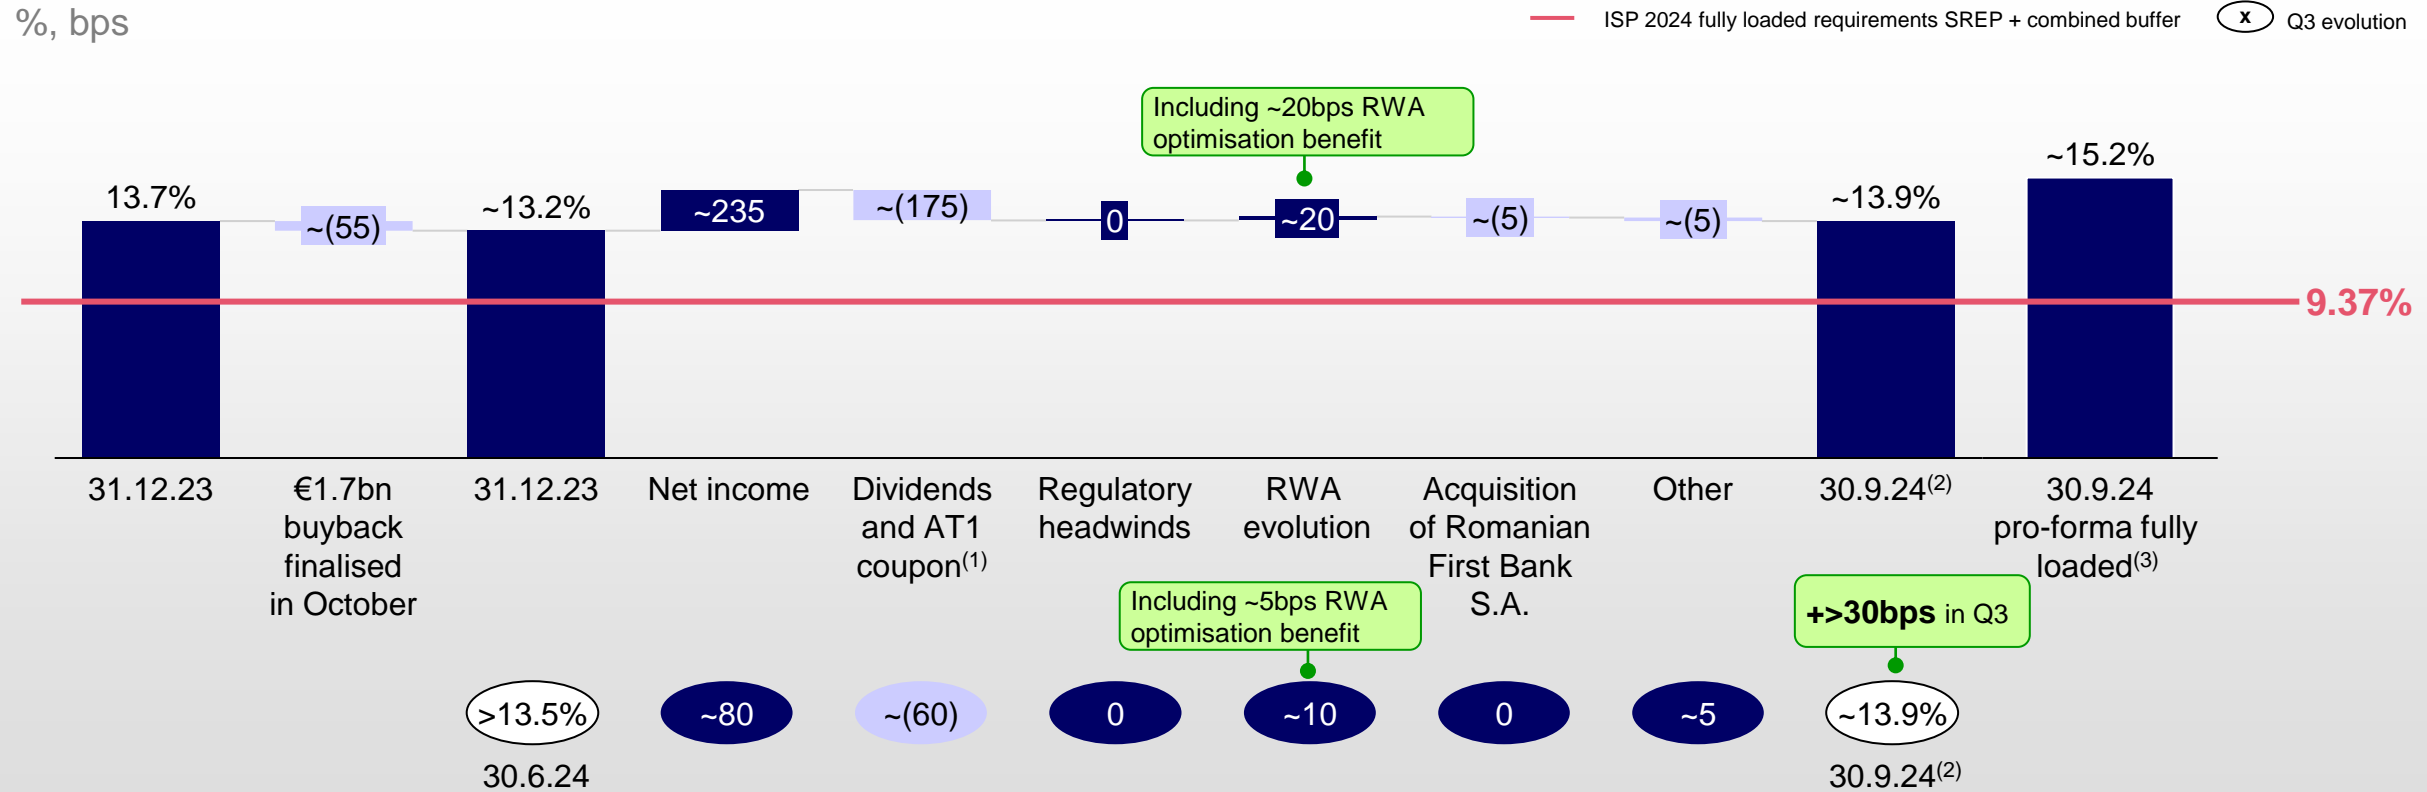 %, bps
ISP 2024 fully loaded requirements SREP + combined buffer
x
Q3 evolution
Including ~20bps RWA
optimisation benefit
13.7%
~(55)
~13.2%
~235
~(175)
0
~20
~(5)
~(5)
~13.9%
~15.2%
9.37%
31.12.23
€1.7bn
buyback
finalised
in October
31.12.23
Net income
Dividends
and AT1
coupon(1)
Regulatory
headwinds
RWA
evolution
Acquisition
of Romanian
First Bank
S.A.
Other
30.9.24(2)
30.9.24
pro-forma fully
loaded(3)
Including ~5bps RWA
optimisation benefit
+>30bps in Q3
>13.5%
~80
~(60)
0
~10
0
~5
~13.9%
30.6.24
30.9.24(2)